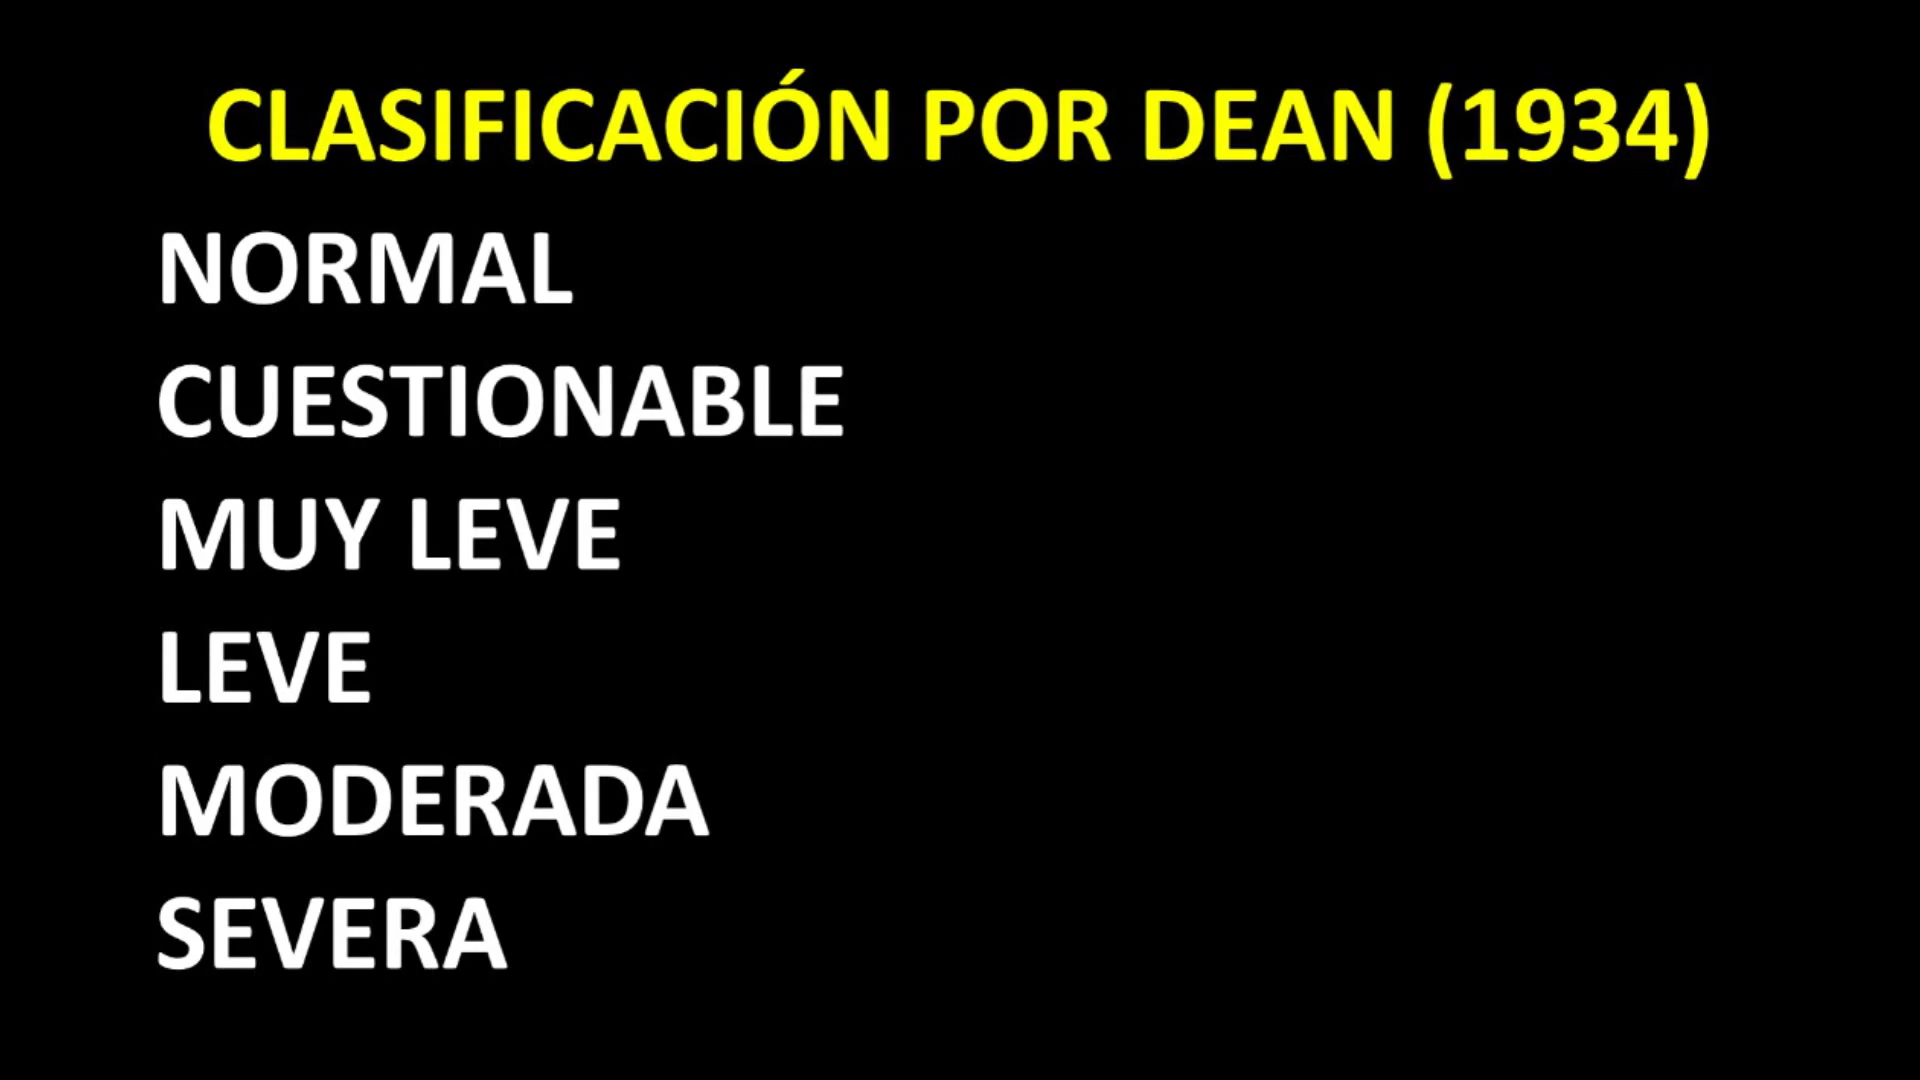 CLASIFICACIÓN POR DEAN (1934)
NORMAL
CUESTIONABLE
MUY LEVE
LEVE
MODERADA
SEVERA